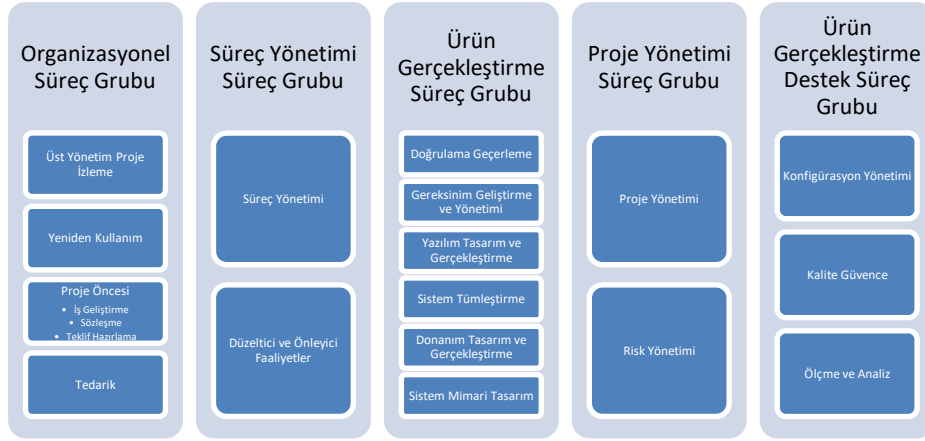 Organizasyonel
Süreç Grubu
Üst Yönetim Proje
İzleme
Yeniden Kullanım
Proje Öncesi
• İş Geliştirme
• Sözleşme
• Teklif Hazırlama
Tedarik
Süreç Yönetimi
Süreç Grubu
Süreç Yönetimi
Düzeltici ve Önleyici
Faaliyetler
Ürün
Gerçekleştirme
Süreç Grubu
Doğrulama Geçerleme
Gereksinim Geliştirme
ve Yönetimi
Yazılım Tasarım ve
Gerçekleştirme
Sistem Tümleştirme
Donanım Tasarım ve
Gerçekleştirme
Sistem Mimari Tasarım
Proje Yönetimi
Süreç Grubu
Proje Yönetimi
Risk Yönetimi
Ürün
Gerçekleştirme
Destek Süreç
Grubu
Konfigürasyon Yönetimi
Kalite Güvence
Ölçme ve Analiz